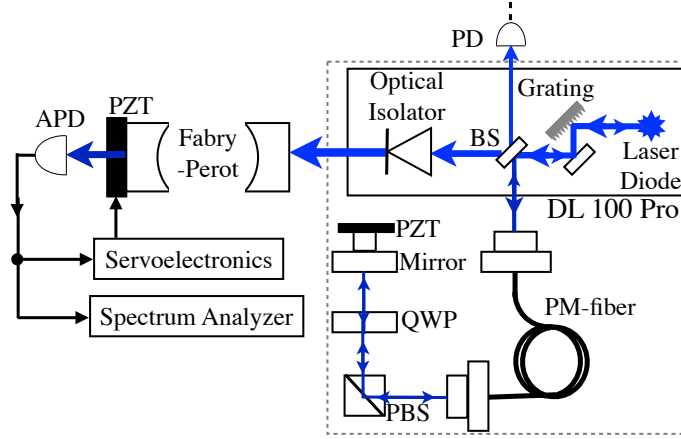 PD
Optical
Isolator
Grating
BS
Laser
Diode
DL 100 Pro
APD
PZT
Fabry
-Perot
PZT
Mirror
Servoelectronics
Spectrum Analyzer
QWP
PM-fiber
PBS